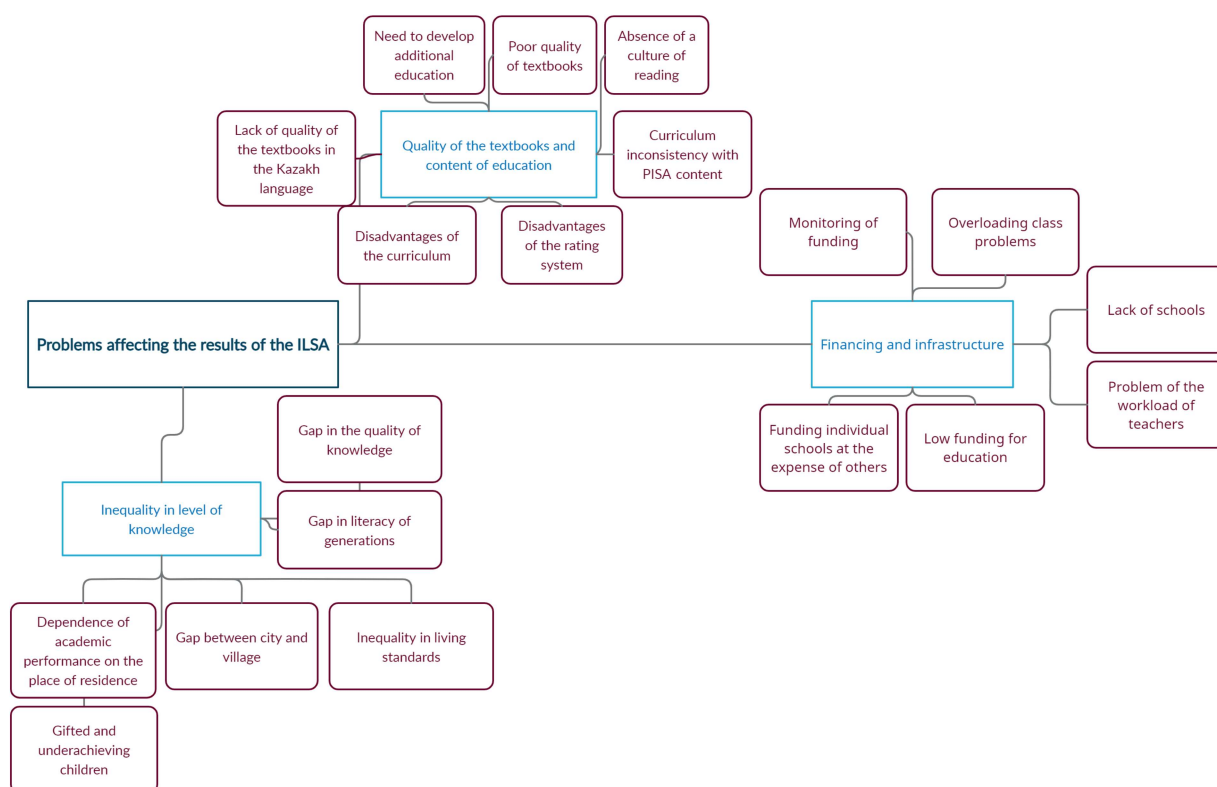 Need to develop
additional
education
Poor quality
of textbooks
Absence of a
culture of
reading
Lack of quality of
the textbooks in
the Kazakh
language
Quality of the textbooks and
content of education
Curriculum
inconsistency with
PISA content
Disadvantages of
the curriculum
Disadvantages
of the rating
system
Monitoring of
funding
Overloading class
problems
Problems affecting the results of the ILSA
Financing and infrastructure
Lack of schools
Problem of the
workload of
teachers
Funding individual
schools at the
expense of others
Low funding for
education
Gap in the quality of
knowledge
Inequality in level of
knowledge
Gap in literacy of
generations
Dependence of
academic
performance on the
place of residence
Gap between city and
village
Inequality in living
standards
Gifted and
underachieving
children